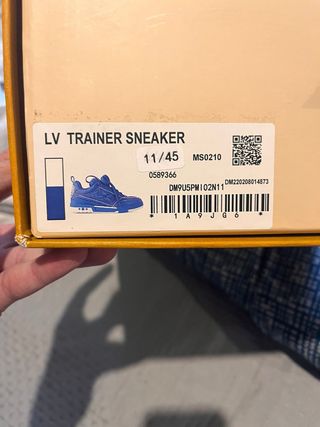 LV TRAINER SNEAKER
11/45 MS0210
0589366
DM220208014873
DM9U5PMI02N11
* 1A9JG6 *